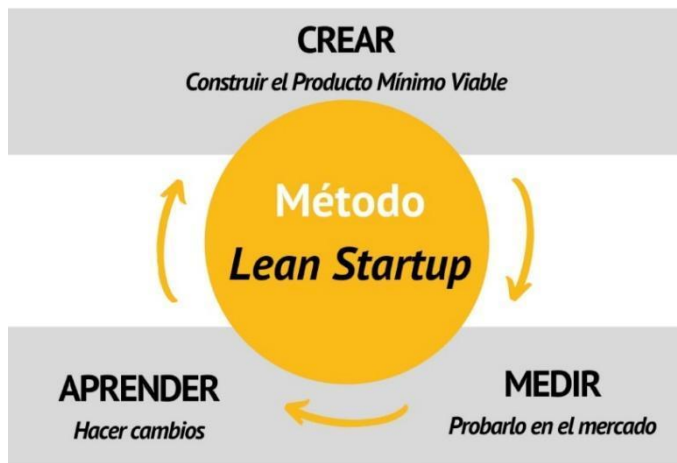 CREAR
Construir el Producto Mínimo Viable
Método
Lean Startup
APRENDER
Hacer cambios
MEDIR
Probarlo en el mercado